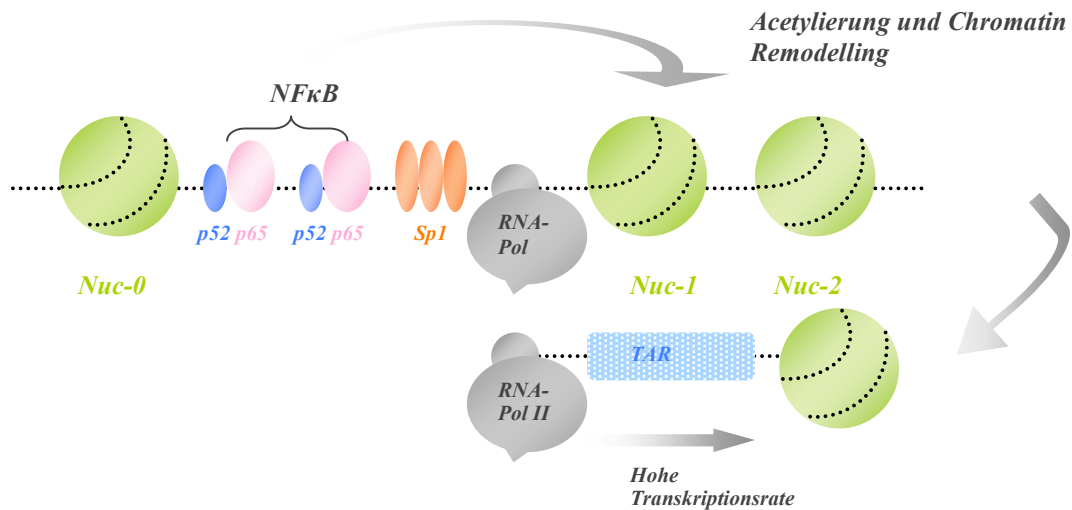 Acetylierung und Chromatin
Remodelling
NFκB
p52 p65
p52 p65
Sp1
RNA-
Pol
Nuc-0
Nuc-1
Nuc-2
TAR
RNA-
Pol II
Hohe
Transkriptionsrate